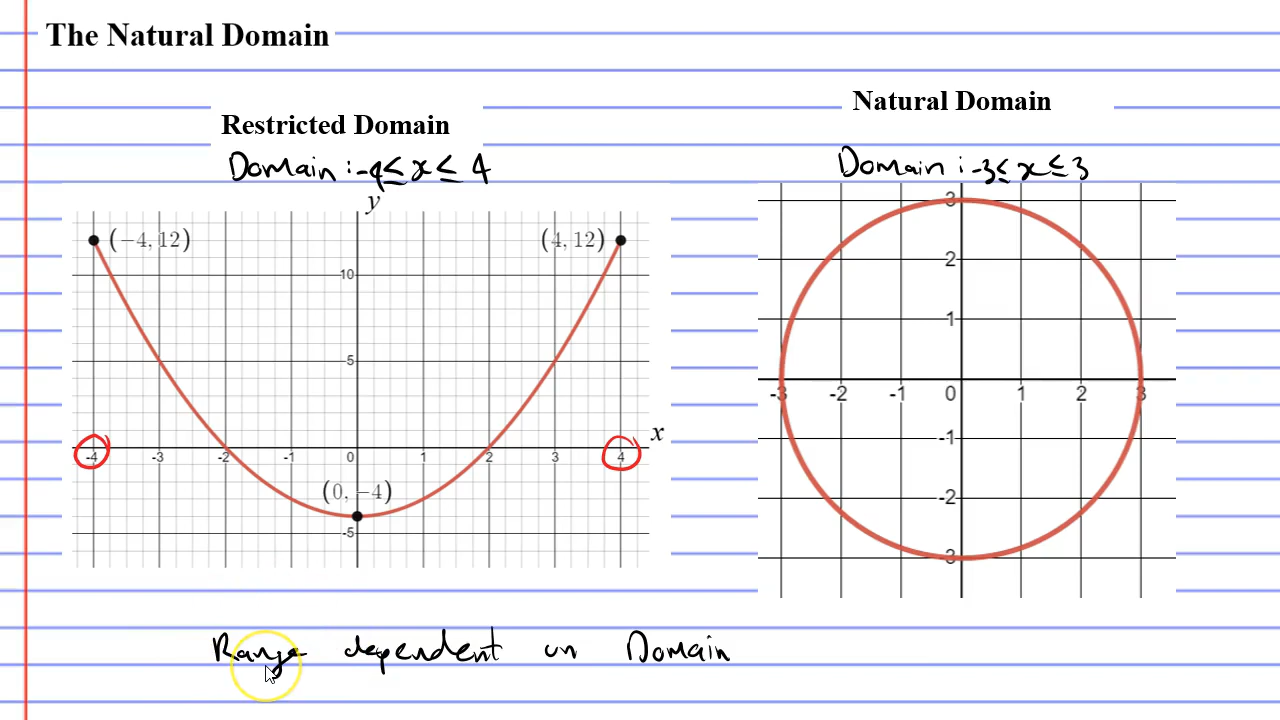 The Natural Domain
Restricted Domain
Domain : -4 ≤ x ≤ 4
Natural Domain
Domain : -3 ≤ x ≤ 3
y
(−4, 12)
(4, 12)
10
5
x
-4 -3 -2 -1 0 1 2 3 4
(0, −4)
-5
3
2
1
-3 -2 -1 0 1 2 3
-1
-2
3
Range dependent on Domain